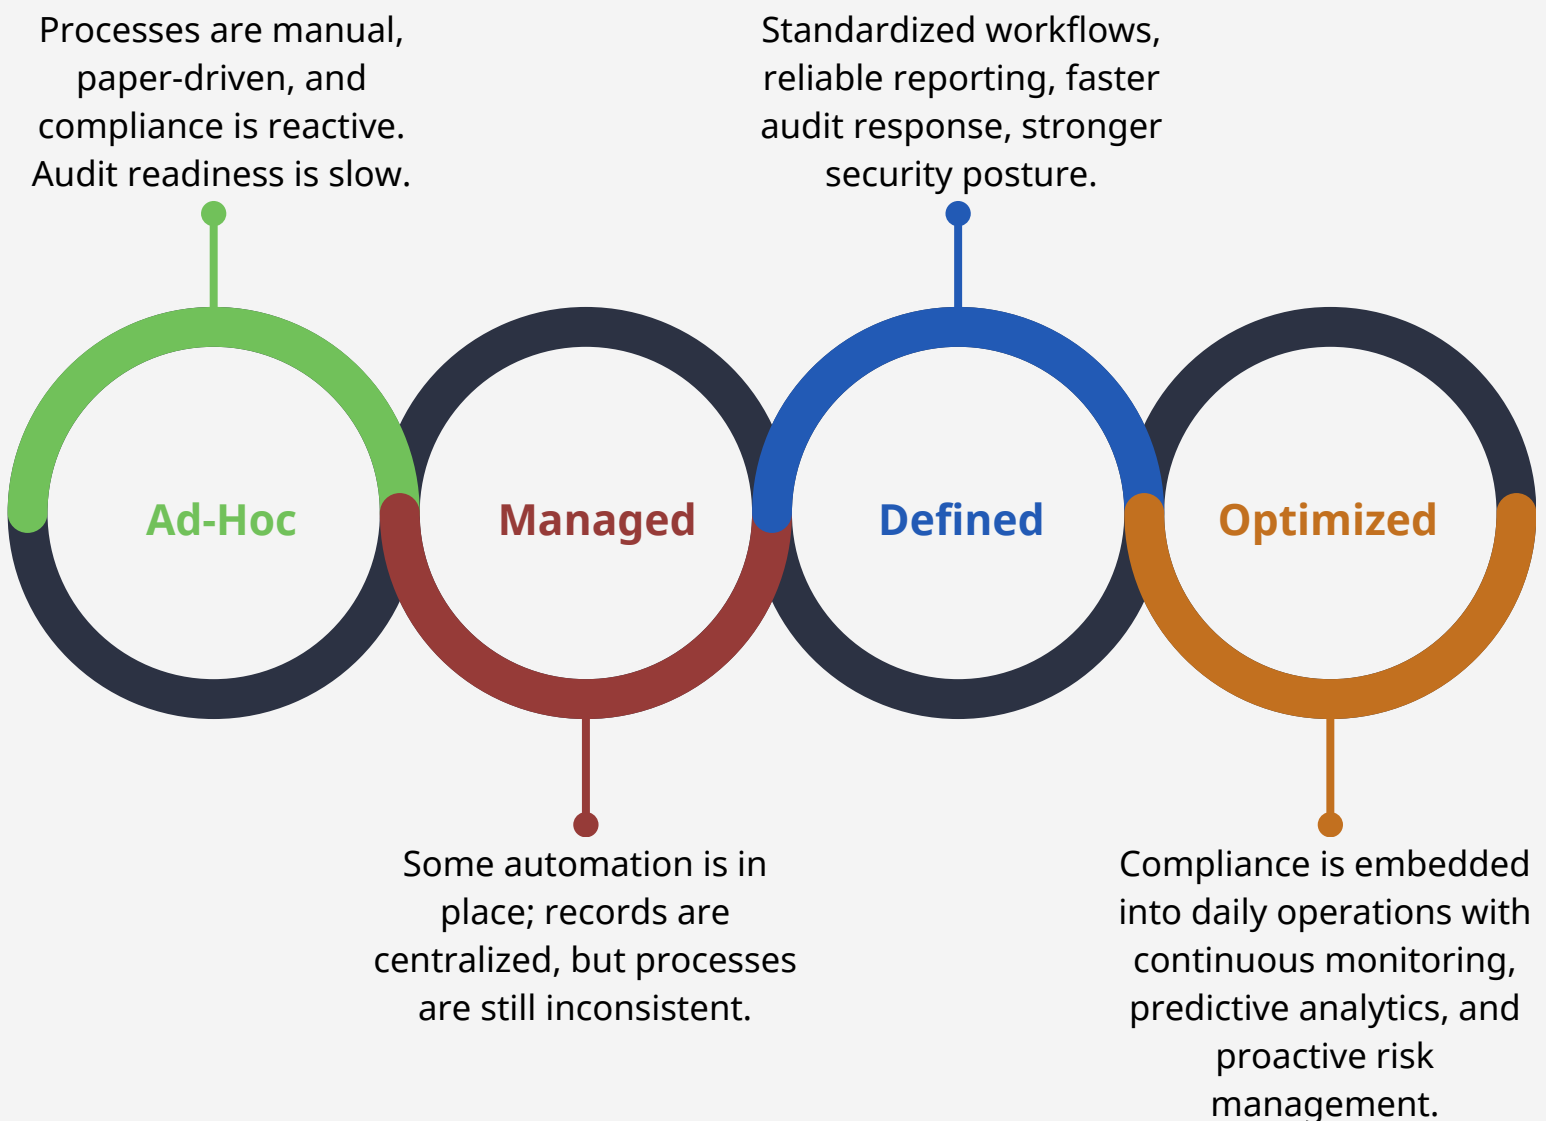 Processes are manual,
paper-driven, and
compliance is reactive.
Audit readiness is slow.
Standardized workflows,
reliable reporting, faster
audit response, stronger
security posture.
Ad-Hoc
Managed
Defined
Optimized
Some automation is in
place; records are
centralized, but processes
are still inconsistent.
Compliance is embedded
into daily operations with
continuous monitoring,
predictive analytics, and
proactive risk
management.